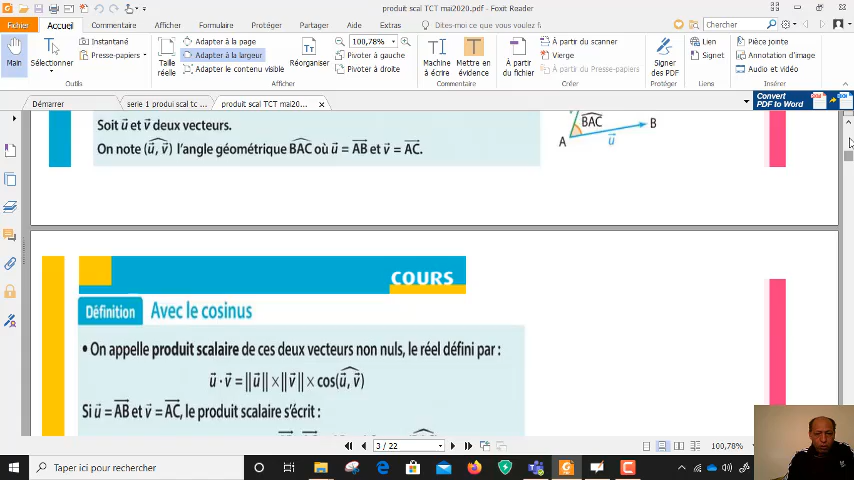 produit scal TCT mai2020.pdf - Foxit Reader
Fichier Accueil Commentaire Afficher Formulaire Protéger Partager Aide Extras Dites-moi ce que vous voulez f Chercher
Main
Sélectionner
Instantané
Presse-papiers
Outils
Taille réelle
Adapter à la page
Adapter à la largeur
Adapter le contenu visible
Réorganiser
100,78%
Pivoter à gauche
Pivoter à droite
Afficher
Machine à écrire
Mettre en évidence
Commentaire
À partir du fichier
À partir du scanner
Vierge
À partir du Presse-papiers
Créer
Signer des PDF
Protéger
Lien
Signet
Liens
Pièce jointe
Annotation d'image
Audio et vidéo
Insérer
Démarrer serie 1 produi scal tc ... produit scal TCT mai20... Convert PDF to Word
Soit u⃗ et v⃗ deux vecteurs.
On note (u⃗, v⃗) l'angle géométrique BAC où u⃗ = AB⃗ et v⃗ = AC⃗.
BAC
A
B
u⃗
COURS
Définition Avec le cosinus
• On appelle produit scalaire de ces deux vecteurs non nuls, le réel défini par :
u⃗ · v⃗ = ||u⃗|| × ||v⃗|| × cos(u⃗, v⃗)
Si u⃗ = AB⃗ et v⃗ = AC⃗, le produit scalaire s'écrit :
3 / 22
100,78%
Taper ici pour rechercher